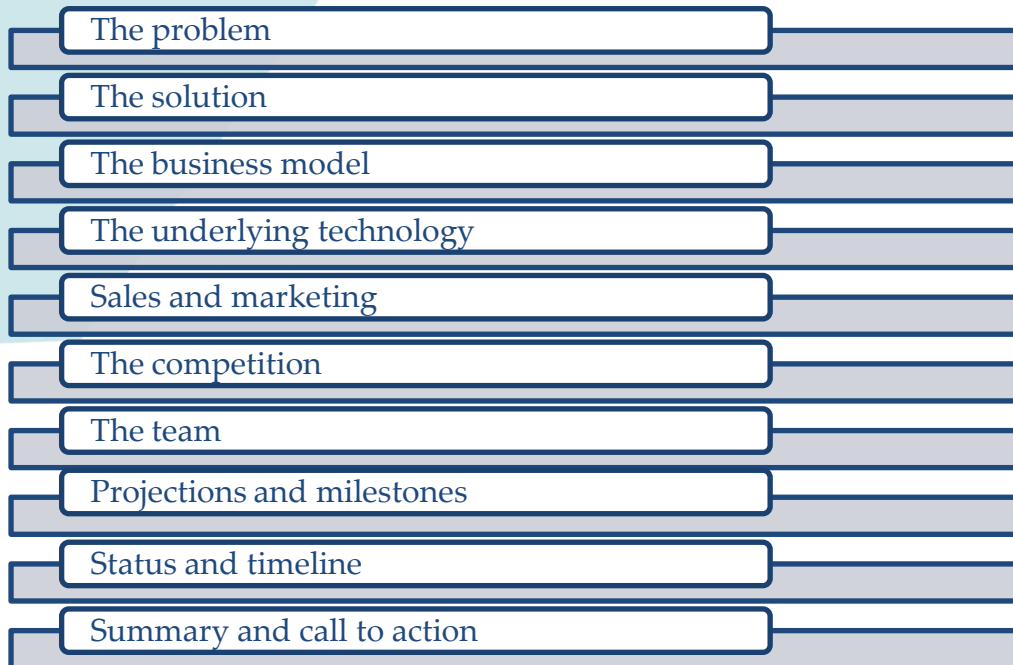 The problem
The solution
The business model
The underlying technology
Sales and marketing
The competition
The team
Projections and milestones
Status and timeline
Summary and call to action